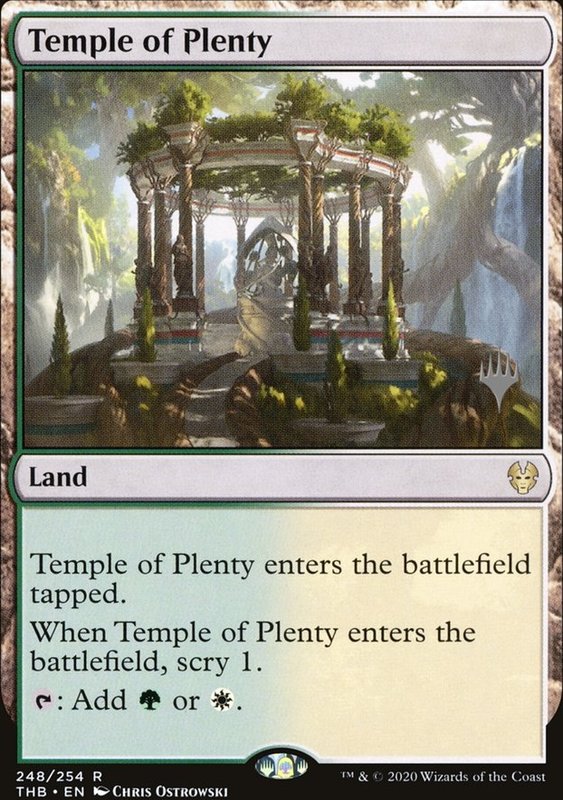 Temple of Plenty
Land
Temple of Plenty enters the battlefield
tapped.
When Temple of Plenty enters the
battlefield, scry 1.
: Add or .
248/254 R
THB • EN Chris Ostrowski
™ & © 2020 Wizards of the Coast